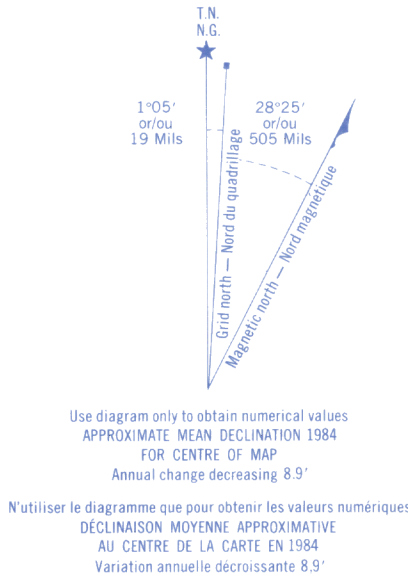 T.N.
N.G.
1°05′
or/ou
19 Mils
28°25′
or/ou
505 Mils
Grid north — Nord du quadrillage
Magnetic north — Nord magnétique
Use diagram only to obtain numerical values
APPROXIMATE MEAN DECLINATION 1984
FOR CENTRE OF MAP
Annual change decreasing 8.9′
N'utiliser le diagramme que pour obtenir les valeurs numériques
DÉCLINAISON MOYENNE APPROXIMATIVE
AU CENTRE DE LA CARTE EN 1984
Variation annuelle décroissante 8,9′